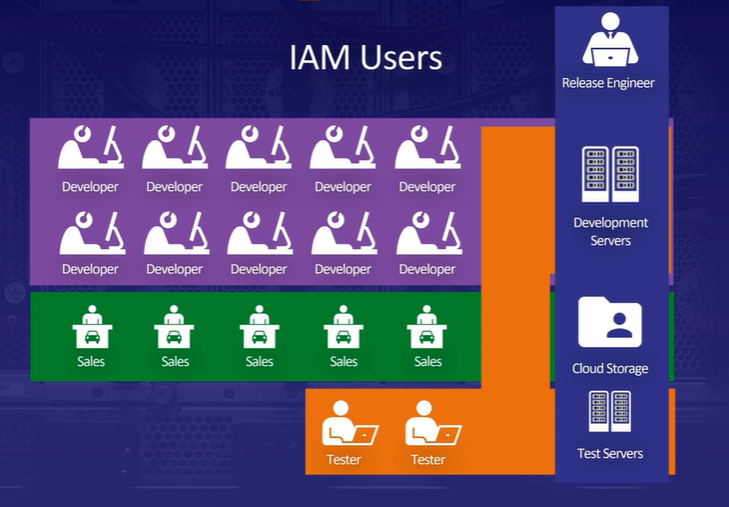 IAM Users
Release Engineer
Developer Developer Developer Developer Developer
Development
Servers
Developer Developer Developer Developer Developer
Sales Sales Sales Sales Sales
Cloud Storage
Tester Tester
Test Servers